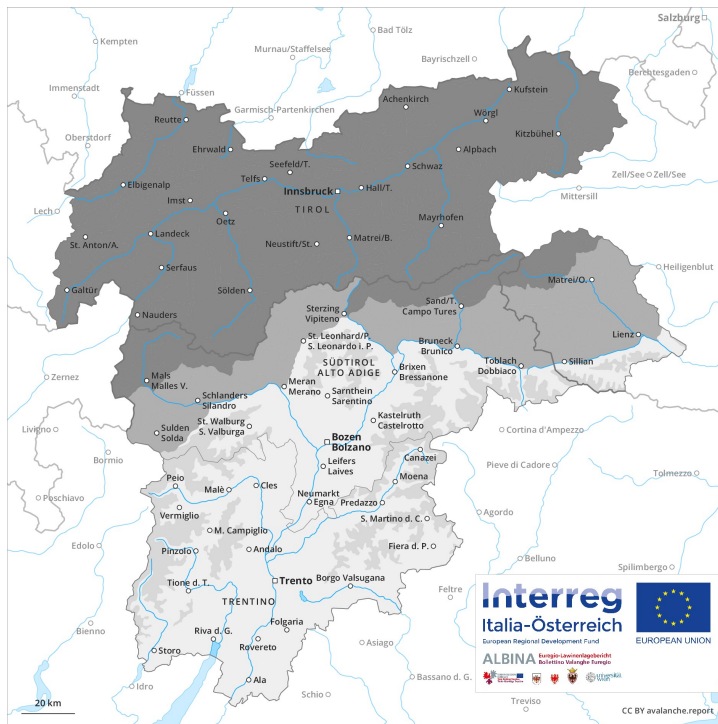 Salzburg
Kempten
Bad Tölz
Murnau/Staffelsee
Bayrischzell
Berchtesgaden
Immenstadt
Füssen
Garmisch-Partenkirchen
Achenkirch
Kufstein
Reutte
Wörgl
Oberstdorf
Kitzbühel
Ehrwald
Alpbach
Seefeld/T.
Schwaz
Telfs
Zell/See
Zell/See
Elbigenalp
Innsbruck
Hall/T.
Mittersill
Imst
TIROL
Lech
Oetz
Mayrhofen
Landeck
Matrei/B.
St. Anton/A.
Neustift/St.
Serfaus
Heiligenblut
Galtür
Sölden
Matrei/O.
Nauders
Sterzing
Vipiteno
Sand/T.
Campo Tures
St. Leonhard/P.
S. Leonardo i. P.
Lienz
Bruneck
Brunico
SÜDTIROL
ALTO ADIGE
Toblach
Dobbiaco
Sillian
Brixen
Bressanone
Zernez
Mals
Malles V.
Meran
Merano
Sarnthein
Sarentino
Schlanders
Silandro
St. Walburg
S. Valburga
Kastelruth
Castelrotto
Livigno
Sulden
Solda
Cortina d'Ampezzo
Bozen
Bolzano
Bormio
Canazei
Leifers
Laives
Pieve di Cadore
Tolmezzo
Peio
Moena
Cles
Malè
Poschiavo
Neumarkt
Egna
Predazzo
Vermiglio
Agordo
S. Martino d. C.
M. Campiglio
Edolo
Pinzolo
Andalo
Fiera d. P.
Belluno
Spilimbergo
Tione d. T.
Trento
Borgo Valsugana
Feltre
TRENTINO
Folgaria
Bienno
Riva d. G.
Rovereto
Asiago
Storo
Ala
Idro
Schio
Bassano d. G.
Treviso
Interreg
Italia-Österreich
European Regional Development Fund
EUROPEAN UNION
ALBINA
Euregio-Lawinenlagebericht
Bollettino Valanghe Euregio
universität
wien
20 km
CC BY avalanche.report